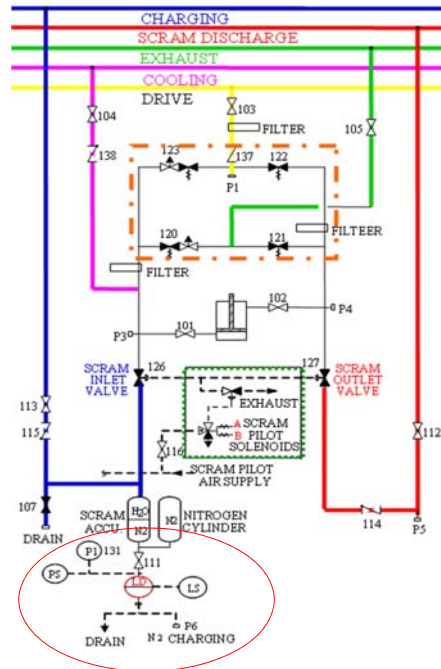 CHARGING
SCRAM DISCHARGE
EXHAUST
COOLING
DRIVE
104
103
105
FILTER
138
123
137
122
P1
120
121
FILTEER
FILTER
102
P4
P3
101
SCRAM
INLET
VALVE
126
127
SCRAM
OUTLET
VALVE
EXHAUST
A SCRAM
B PILOT
SOLENOIDS
113
115
112
116
SCRAM PILOT
AIR SUPPLY
107
DRAIN
SCRAM
ACCU.
H2O
N2
N2
NITROGEN
CYLINDER
114
P5
P1
131
111
PS
LD
LS
P6
DRAIN
N2 CHARGING